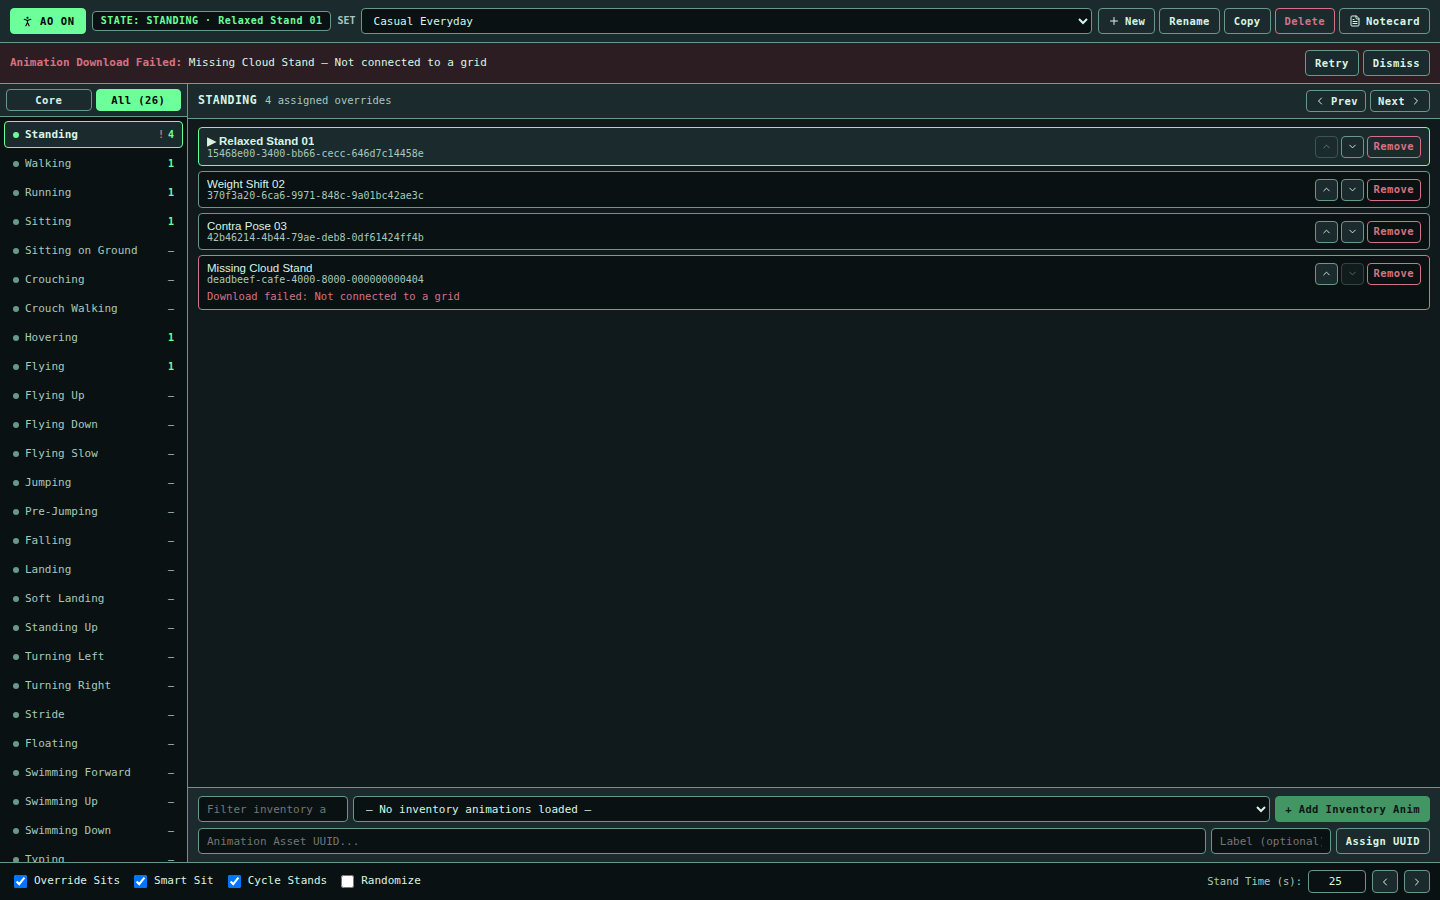 AO ON
STATE: STANDING · Relaxed Stand 01
SET
Casual Everyday
+ New
Rename
Copy
Delete
Notecard
Animation Download Failed: Missing Cloud Stand — Not connected to a grid
Retry
Dismiss
Core
All (26)
STANDING 4 assigned overrides
Prev
Next
Standing ! 4
Walking 1
Running 1
Sitting 1
Sitting on Ground —
Crouching —
Crouch Walking —
Hovering 1
Flying 1
Flying Up —
Flying Down —
Flying Slow —
Jumping —
Pre-Jumping —
Falling —
Landing —
Soft Landing —
Standing Up —
Turning Left —
Turning Right —
Stride —
Floating —
Swimming Forward —
Swimming Up —
Swimming Down —
Typing —
▶ Relaxed Stand 01
15468e00-3400-bb66-cecc-646d7c14458e
Remove
Weight Shift 02
370f3a20-6ca6-9971-848c-9a01bc42ae3c
Remove
Contra Pose 03
42b46214-4b44-79ae-deb8-0df61424ff4b
Remove
Missing Cloud Stand
deadbeef-cafe-4000-8000-000000000404
Download failed: Not connected to a grid
Remove
Filter inventory a
— No inventory animations loaded —
+ Add Inventory Anim
Animation Asset UUID...
Label (optional)
Assign UUID
Override Sits
Smart Sit
Cycle Stands
Randomize
Stand Time (s):
25